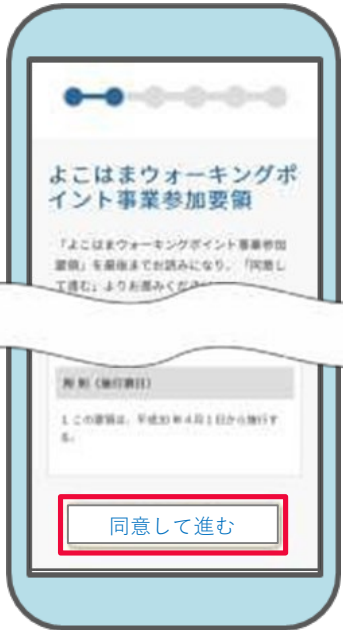 よこはまウォーキングポ
イント事業参加要領
「よこはまウォーキングポイント事業参加
要領」を最後までお読みになり、「同意し
て進む」よりお進みくだ
附 則（施行期日）
1.この要領は、平成30年4月1日から施行す
る。
同意して進む